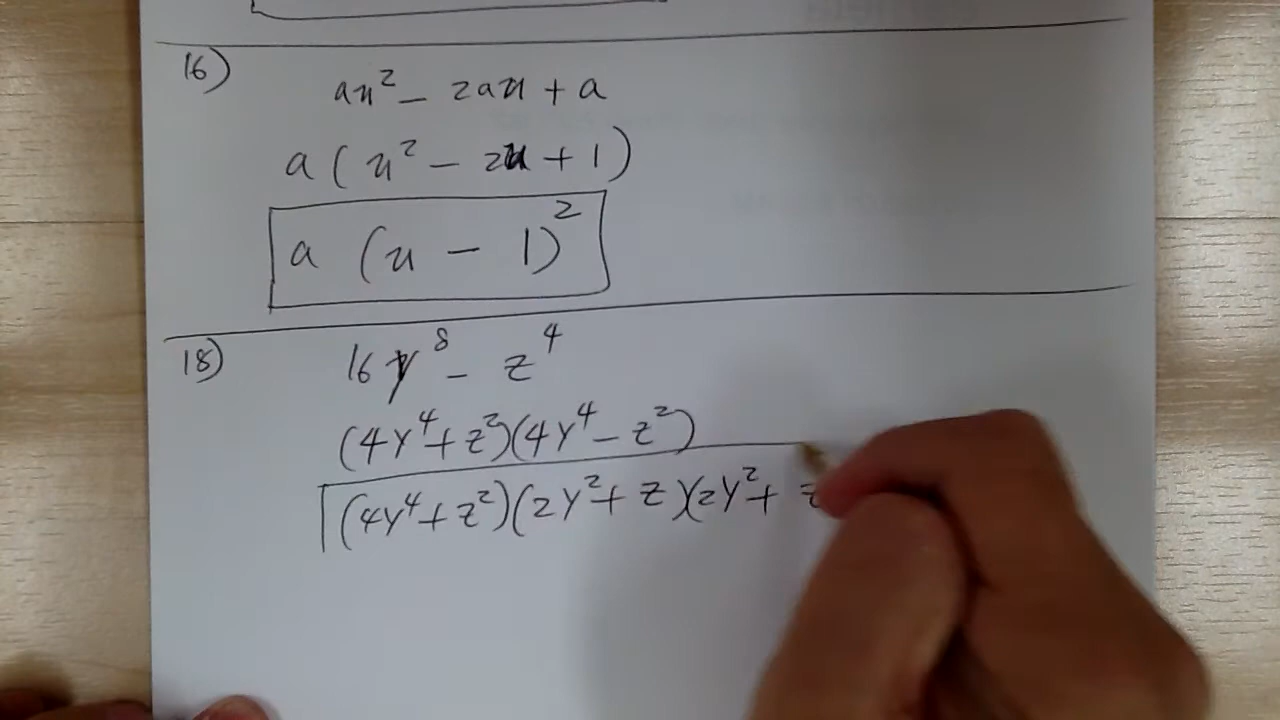 16)
ax² - 2ax + a
a(x² - 2x + 1)
a (x - 1)²
18)
16y⁸ - z⁴
(4y⁴ + z²)(4y⁴ - z²)
(4y⁴ + z²)(2y² + z)(2y² + z